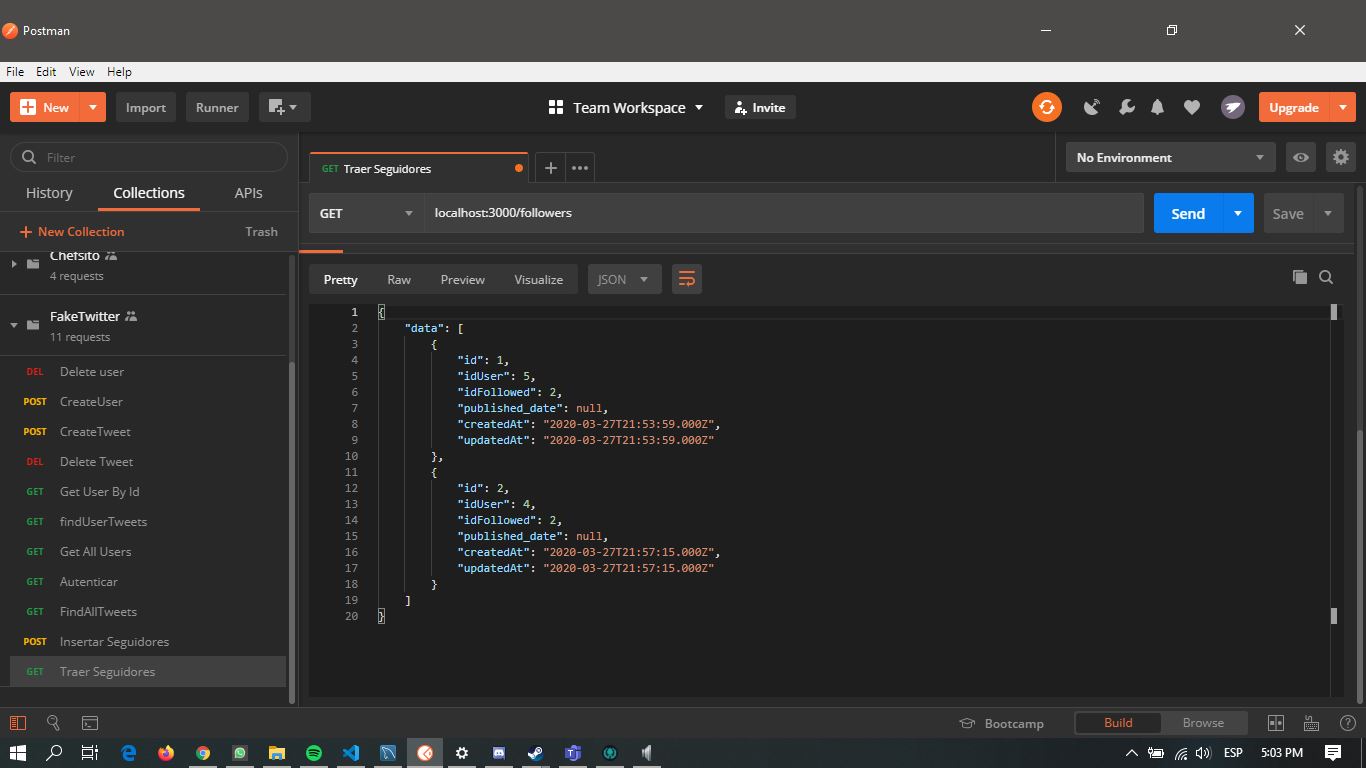 Postman
File Edit View Help
New Import Runner Team Workspace Invite Upgrade
Filter
History Collections APIs
New Collection Trash
Chefsito
4 requests
FakeTwitter
11 requests
DEL Delete user
POST CreateUser
POST CreateTweet
DEL Delete Tweet
GET Get User By Id
GET findUserTweets
GET Get All Users
GET Autenticar
GET FindAllTweets
POST Insertar Seguidores
GET Traer Seguidores
GET Traer Seguidores
No Environment
GET localhost:3000/followers Send Save
Pretty Raw Preview Visualize JSON
1 {
2 "data": [
3 {
4 "id": 1,
5 "idUser": 5,
6 "idFollowed": 2,
7 "published_date": null,
8 "createdAt": "2020-03-27T21:53:59.000Z",
9 "updatedAt": "2020-03-27T21:53:59.000Z"
10 },
11 {
12 "id": 2,
13 "idUser": 4,
14 "idFollowed": 2,
15 "published_date": null,
16 "createdAt": "2020-03-27T21:57:15.000Z",
17 "updatedAt": "2020-03-27T21:57:15.000Z"
18 }
19 ]
20 }
Bootcamp Build Browse
ESP 5:03 PM